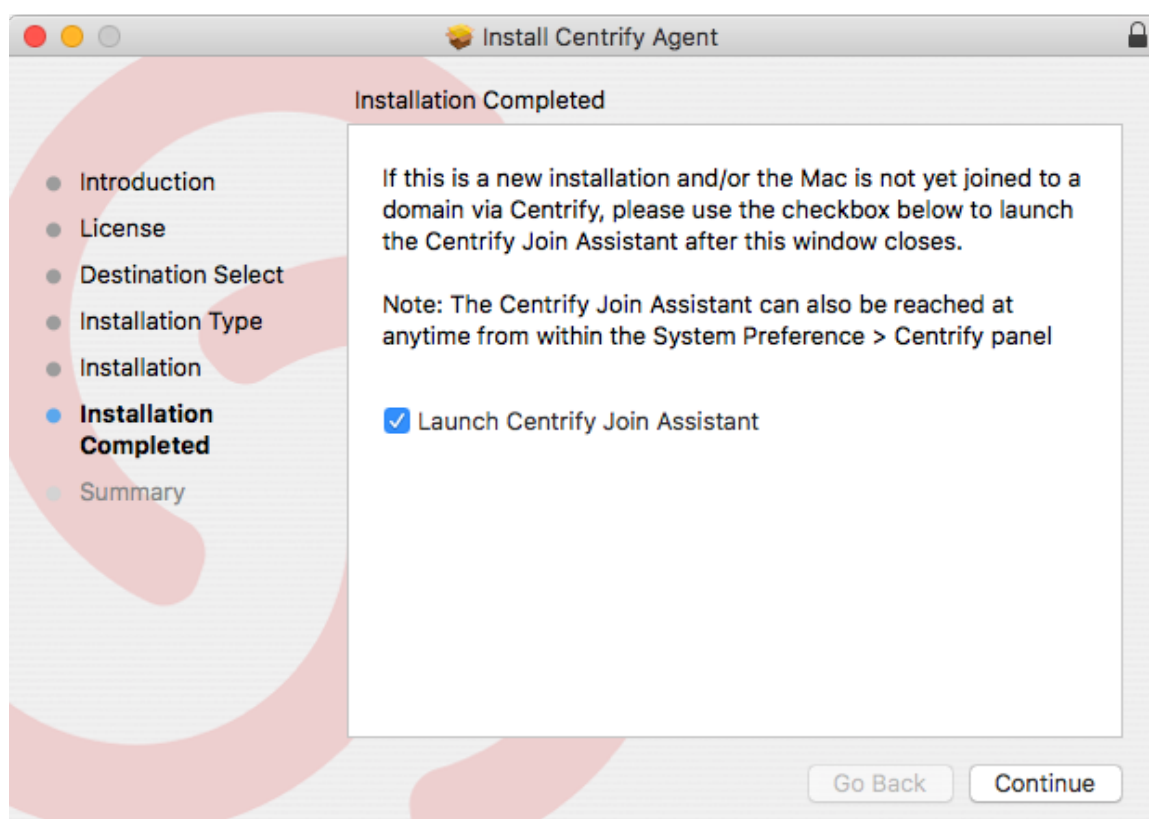 Install Centrify Agent
Installation Completed
Introduction
License
Destination Select
Installation Type
Installation
Installation
Completed
Summary
If this is a new installation and/or the Mac is not yet joined to a
domain via Centrify, please use the checkbox below to launch
the Centrify Join Assistant after this window closes.
Note: The Centrify Join Assistant can also be reached at
anytime from within the System Preference > Centrify panel
Launch Centrify Join Assistant
Go Back
Continue